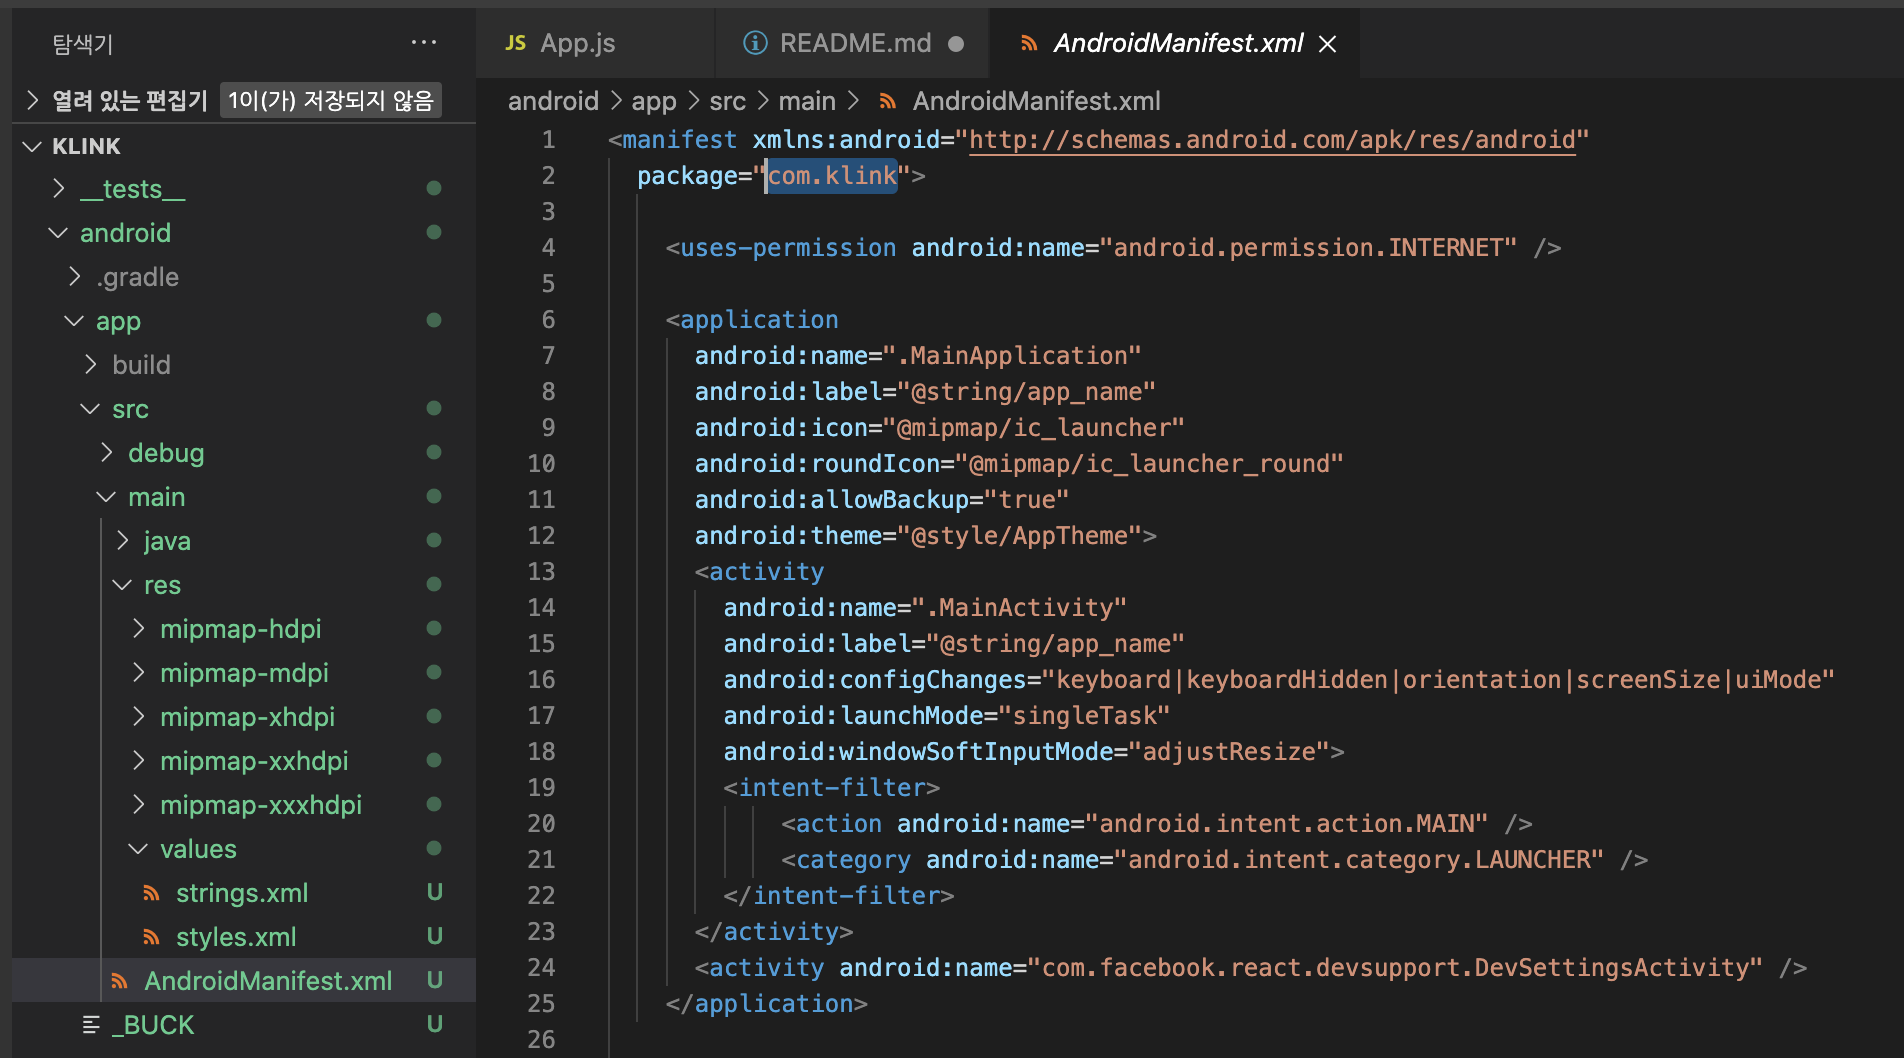 탐색기 ···
열려 있는 편집기 1이(가) 저장되지 않음
KLINK
__tests__
android
.gradle
app
build
src
debug
main
java
res
mipmap-hdpi
mipmap-mdpi
mipmap-xhdpi
mipmap-xxhdpi
mipmap-xxxhdpi
values
strings.xml U
styles.xml U
AndroidManifest.xml U
_BUCK U
JS App.js README.md AndroidManifest.xml
android > app > src > main > AndroidManifest.xml
1 <manifest xmlns:android="http://schemas.android.com/apk/res/android"
2 package="com.klink">
3
4 <uses-permission android:name="android.permission.INTERNET" />
5
6 <application
7 android:name=".MainApplication"
8 android:label="@string/app_name"
9 android:icon="@mipmap/ic_launcher"
10 android:roundIcon="@mipmap/ic_launcher_round"
11 android:allowBackup="true"
12 android:theme="@style/AppTheme">
13 <activity
14 android:name=".MainActivity"
15 android:label="@string/app_name"
16 android:configChanges="keyboard|keyboardHidden|orientation|screenSize|uiMode"
17 android:launchMode="singleTask"
18 android:windowSoftInputMode="adjustResize">
19 <intent-filter>
20 <action android:name="android.intent.action.MAIN" />
21 <category android:name="android.intent.category.LAUNCHER" />
22 </intent-filter>
23 </activity>
24 <activity android:name="com.facebook.react.devsupport.DevSettingsActivity" />
25 </application>
26